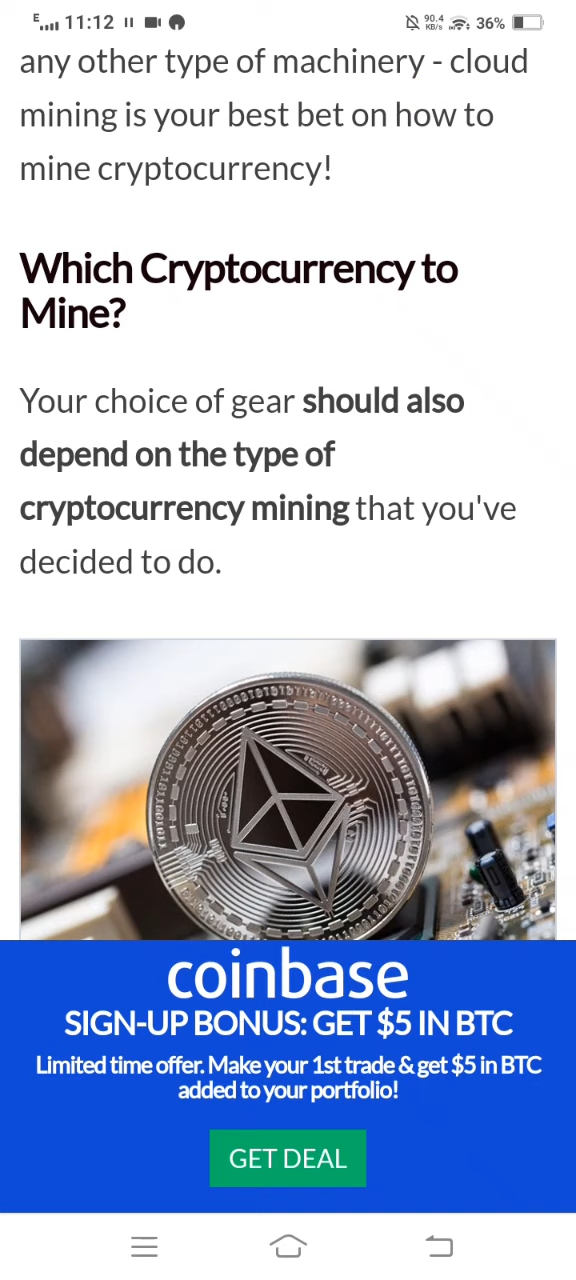 E 11:12
90.4 KB/s 36%
any other type of machinery - cloud
mining is your best bet on how to
mine cryptocurrency!
Which Cryptocurrency to
Mine?
Your choice of gear should also
depend on the type of
cryptocurrency mining that you've
decided to do.
coinbase
SIGN-UP BONUS: GET $5 IN BTC
Limited time offer. Make your 1st trade & get $5 in BTC
added to your portfolio!
GET DEAL